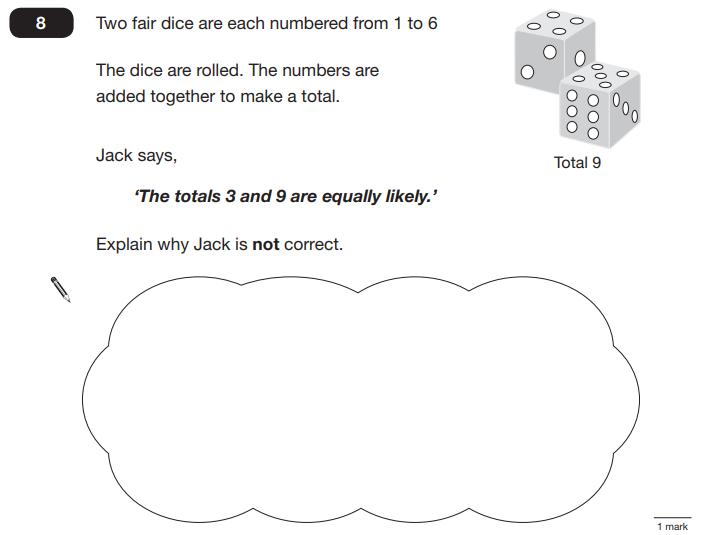 8
Two fair dice are each numbered from 1 to 6
The dice are rolled. The numbers are
added together to make a total.
Total 9
Jack says,
‘The totals 3 and 9 are equally likely.’
Explain why Jack is not correct.
1 mark